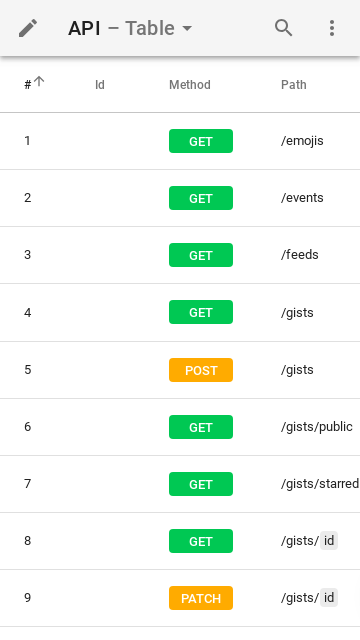 API – Table
# Id Method Path
1 GET /emojis
2 GET /events
3 GET /feeds
4 GET /gists
5 POST /gists
6 GET /gists/public
7 GET /gists/starred
8 GET /gists/ id
9 PATCH /gists/ id